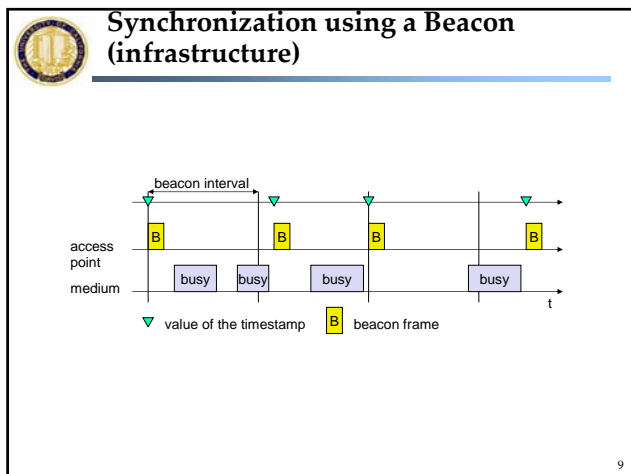 Synchronization using a Beacon
(infrastructure)
beacon interval
B B B B
access
point
busy busy busy busy
medium
t
value of the timestamp B beacon frame
9